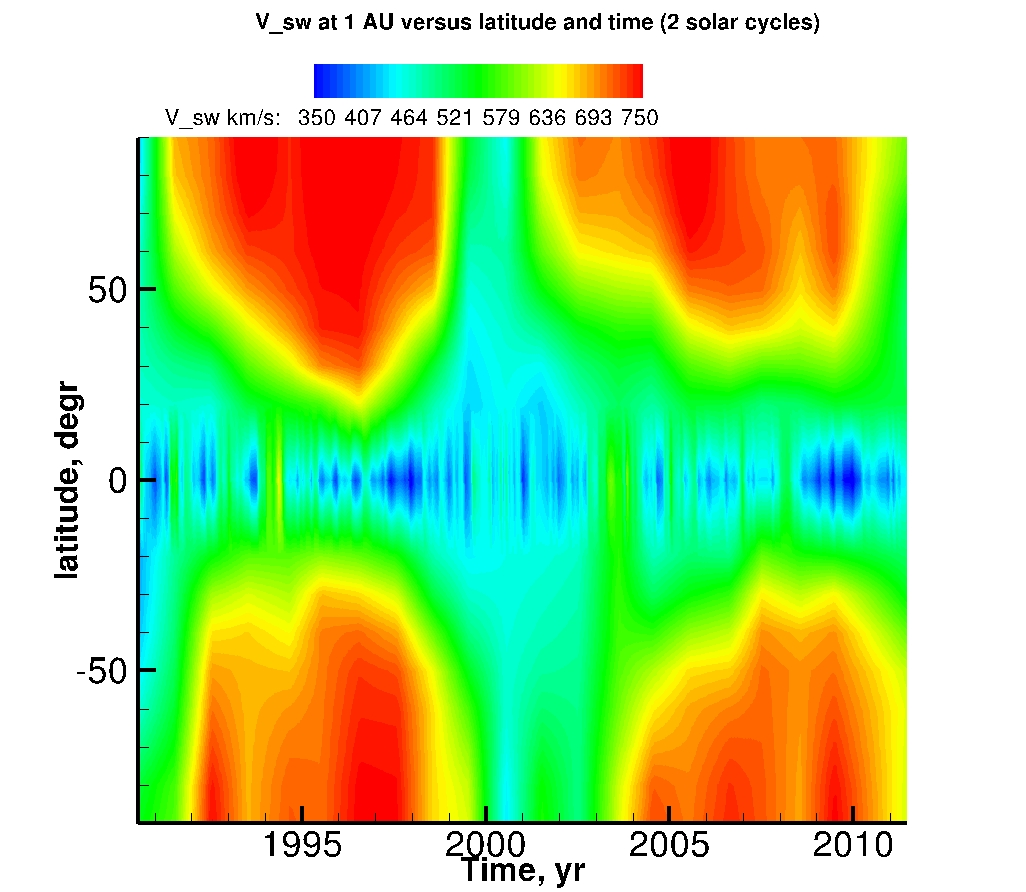 V_sw at 1 AU versus latitude and time (2 solar cycles)
V_sw km/s: 350 407 464 521 579 636 693 750
50
0
-50
latitude, degr
1995 2000 2005 2010
Time, yr